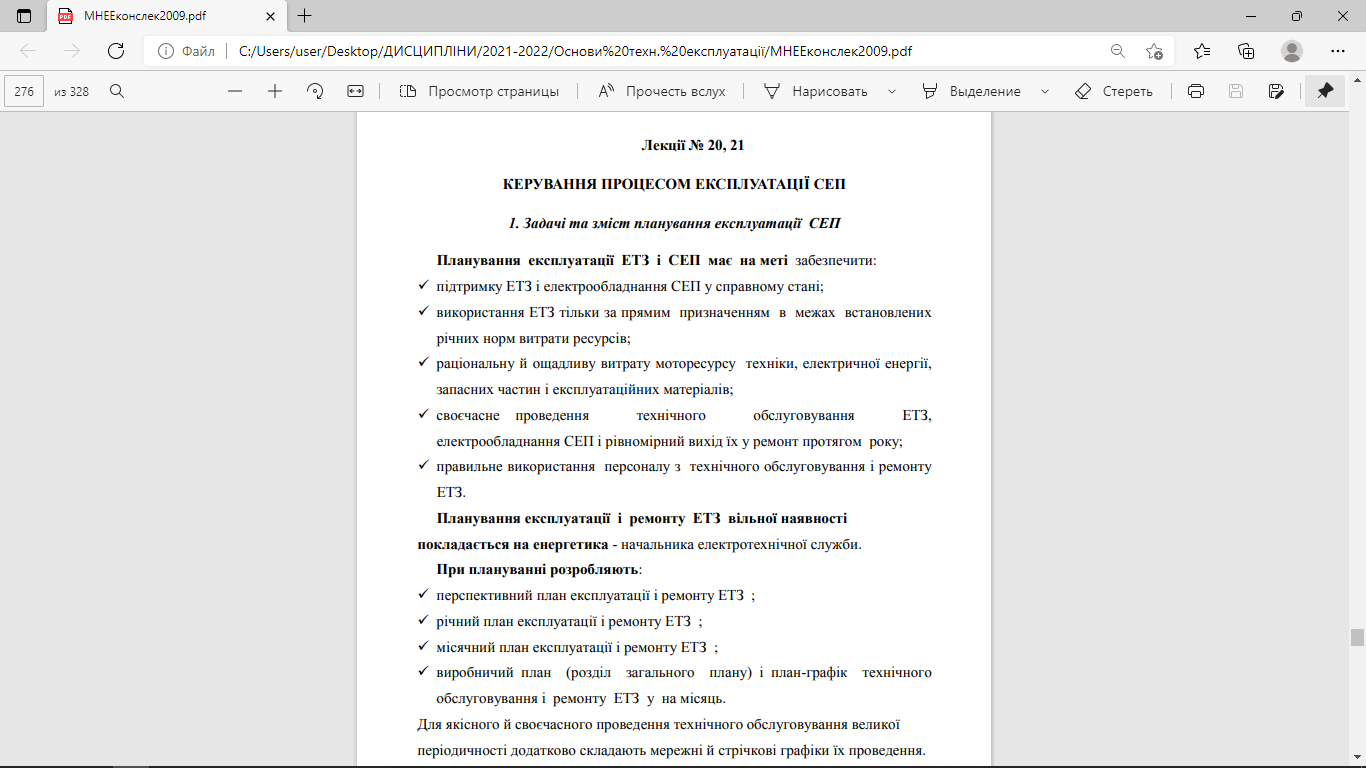 МНЕЕконслек2009.pdf
Файл
C:/Users/user/Desktop/ДИСЦИПЛІНИ/2021-2022/Основи%20техн.%20експлуатації/МНЕЕконслек2009.pdf
276 из 328
Просмотр страницы
Прочесть вслух
Нарисовать
Выделение
Стереть
Лекції № 20, 21
КЕРУВАННЯ ПРОЦЕСОМ ЕКСПЛУАТАЦІЇ СЕП
1. Задачі та зміст планування експлуатації СЕП
Планування експлуатації ЕТЗ і СЕП має на меті забезпечити:
✓ підтримку ЕТЗ і електрообладнання СЕП у справному стані;
✓ використання ЕТЗ тільки за прямим призначенням в межах встановлених
річних норм витрати ресурсів;
✓ раціональну й ощадливу витрату моторесурсу техніки, електричної енергії,
запасних частин і експлуатаційних матеріалів;
✓ своєчасне проведення технічного обслуговування ЕТЗ,
електрообладнання СЕП і рівномірний вихід їх у ремонт протягом року;
✓ правильне використання персоналу з технічного обслуговування і ремонту
ЕТЗ.
Планування експлуатації і ремонту ЕТЗ вільної наявності
покладається на енергетика - начальника електротехнічної служби.
При плануванні розробляють:
✓ перспективний план експлуатації і ремонту ЕТЗ ;
✓ річний план експлуатації і ремонту ЕТЗ ;
✓ місячний план експлуатації і ремонту ЕТЗ ;
✓ виробничий план (розділ загального плану) і план-графік технічного
обслуговування і ремонту ЕТЗ у на місяць.
Для якісного й своєчасного проведення технічного обслуговування великої
періодичності додатково складають мережні й стрічкові графіки їх проведення.